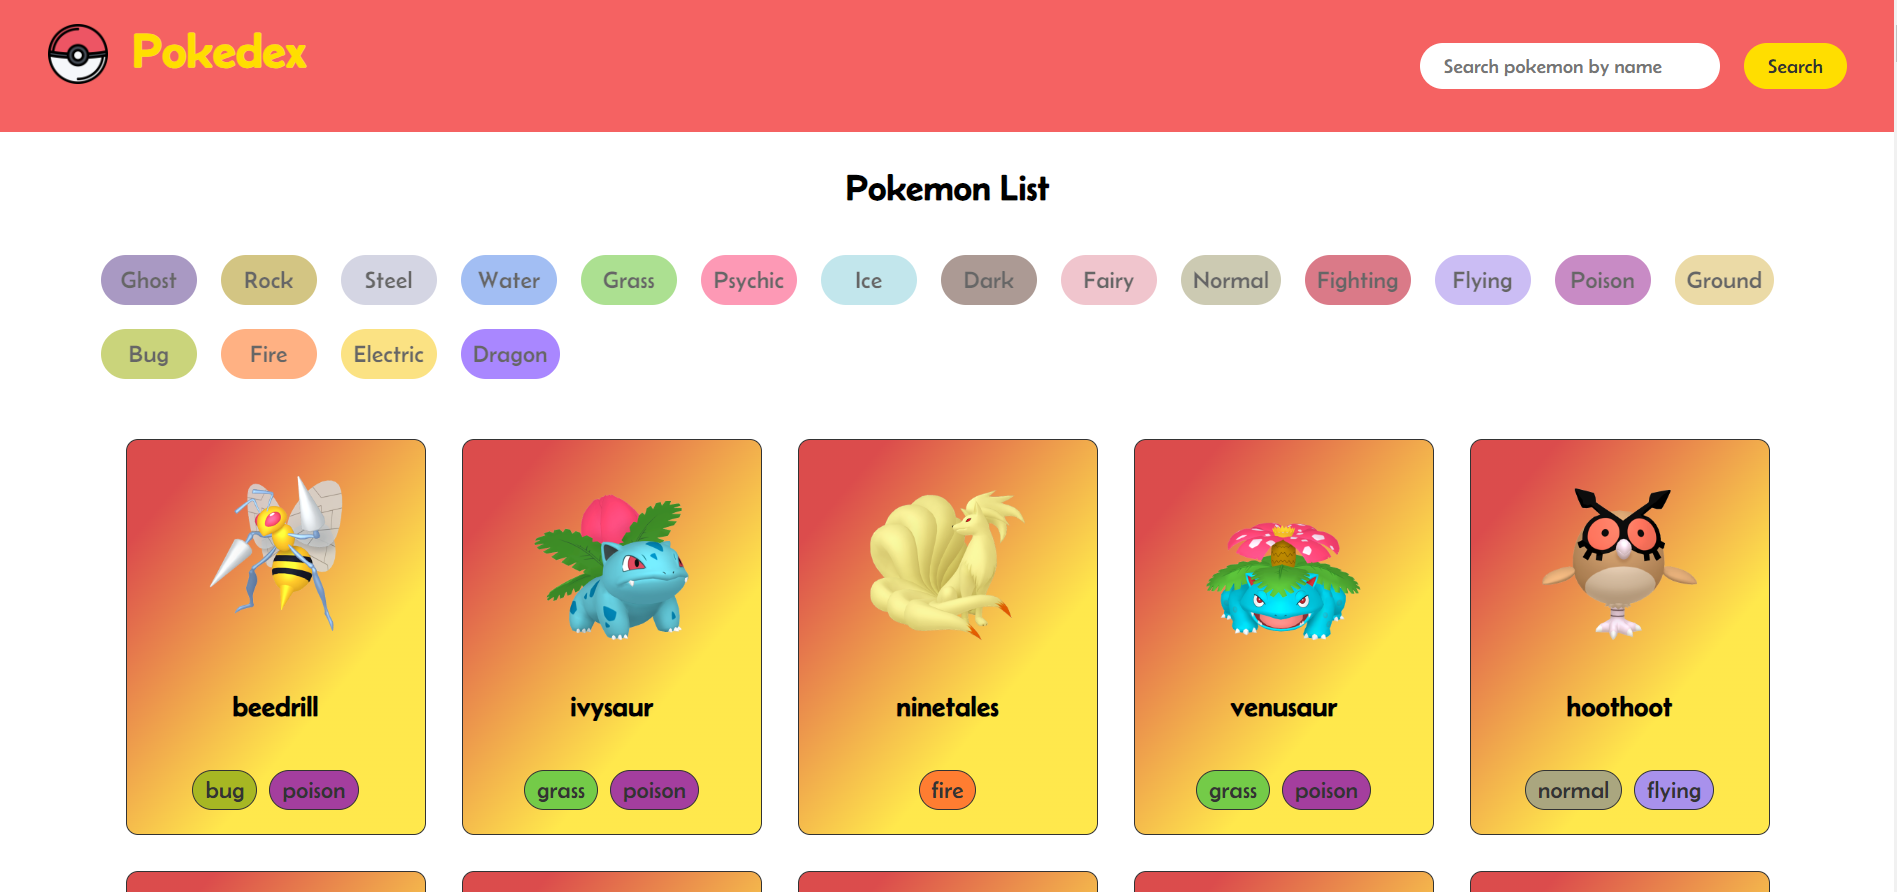 Pokedex
Search pokemon by name Search
Pokemon List
Ghost Rock Steel Water Grass Psychic Ice Dark Fairy Normal Fighting Flying Poison Ground
Bug Fire Electric Dragon
beedrill ivysaur ninetales venusaur hoothoot
bug poison grass poison fire grass poison normal flying